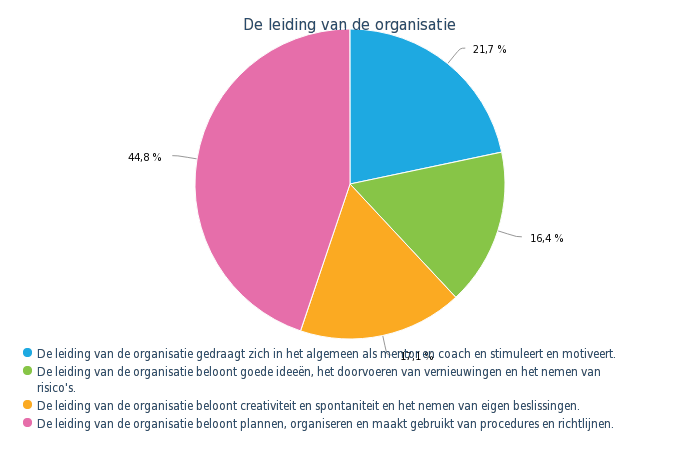 De leiding van de organisatie
21,7 %
44,8 %
16,4 %
17,1 %
De leiding van de organisatie gedraagt zich in het algemeen als mentor en coach en stimuleert en motiveert.
De leiding van de organisatie beloont goede ideeën, het doorvoeren van vernieuwingen en het nemen van
risico's.
De leiding van de organisatie beloont creativiteit en spontaniteit en het nemen van eigen beslissingen.
De leiding van de organisatie beloont plannen, organiseren en maakt gebruikt van procedures en richtlijnen.